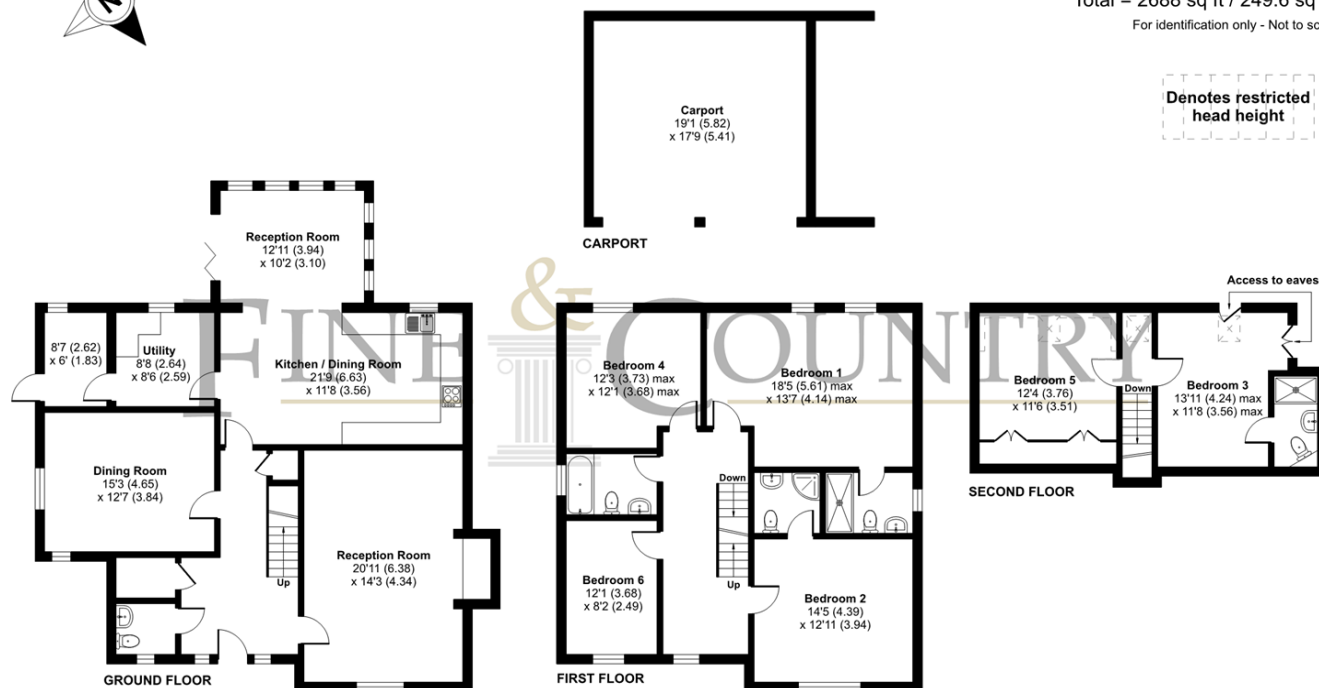 N
Total = 2688 sq ft / 249.6 sq
For identification only - Not to sc
Denotes restricted
head height
Carport
19'1 (5.82)
x 17'9 (5.41)
CARPORT
Reception Room
12'11 (3.94)
x 10'2 (3.10)
8'7 (2.62)
x 6' (1.83)
Utility
8'8 (2.64)
x 8'6 (2.59)
Kitchen / Dining Room
21'9 (6.63)
x 11'8 (3.56)
Dining Room
15'3 (4.65)
x 12'7 (3.84)
Reception Room
20'11 (6.38)
x 14'3 (4.34)
Up
GROUND FLOOR
FINE & COUNTRY
Bedroom 4
12'3 (3.73) max
x 12'1 (3.68) max
Bedroom 1
18'5 (5.61) max
x 13'7 (4.14) max
Down
Up
Bedroom 6
12'1 (3.68)
x 8'2 (2.49)
Bedroom 2
14'5 (4.39)
x 12'11 (3.94)
FIRST FLOOR
Access to eaves
Bedroom 5
12'4 (3.76)
x 11'6 (3.51)
Down
Bedroom 3
13'11 (4.24) max
x 11'8 (3.56) max
SECOND FLOOR